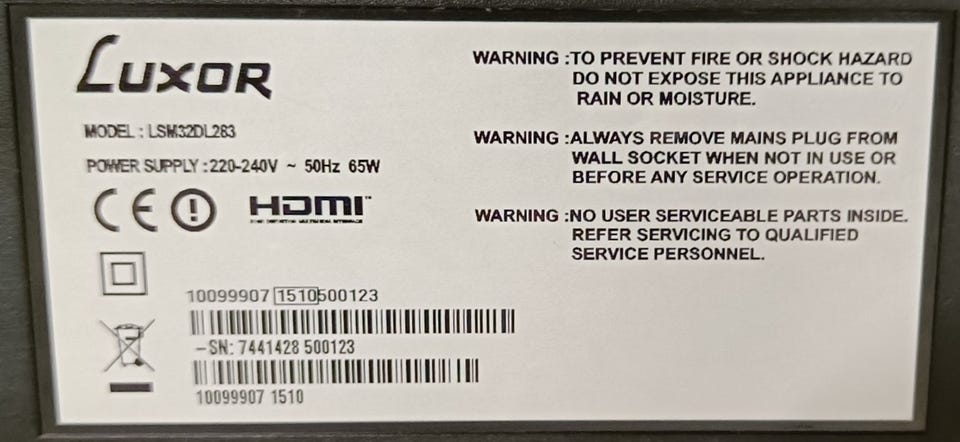 LUXOR
MODEL : LSM32DL283
POWER SUPPLY : 220-240V ~ 50Hz 65W
CE
HDMI™
10099907 1510500123
–SN: 7441428 500123
10099907 1510
WARNING :TO PREVENT FIRE OR SHOCK HAZARD
DO NOT EXPOSE THIS APPLIANCE TO
RAIN OR MOISTURE.
WARNING :ALWAYS REMOVE MAINS PLUG FROM
WALL SOCKET WHEN NOT IN USE OR
BEFORE ANY SERVICE OPERATION.
WARNING :NO USER SERVICEABLE PARTS INSIDE.
REFER SERVICING TO QUALIFIED
SERVICE PERSONNEL.